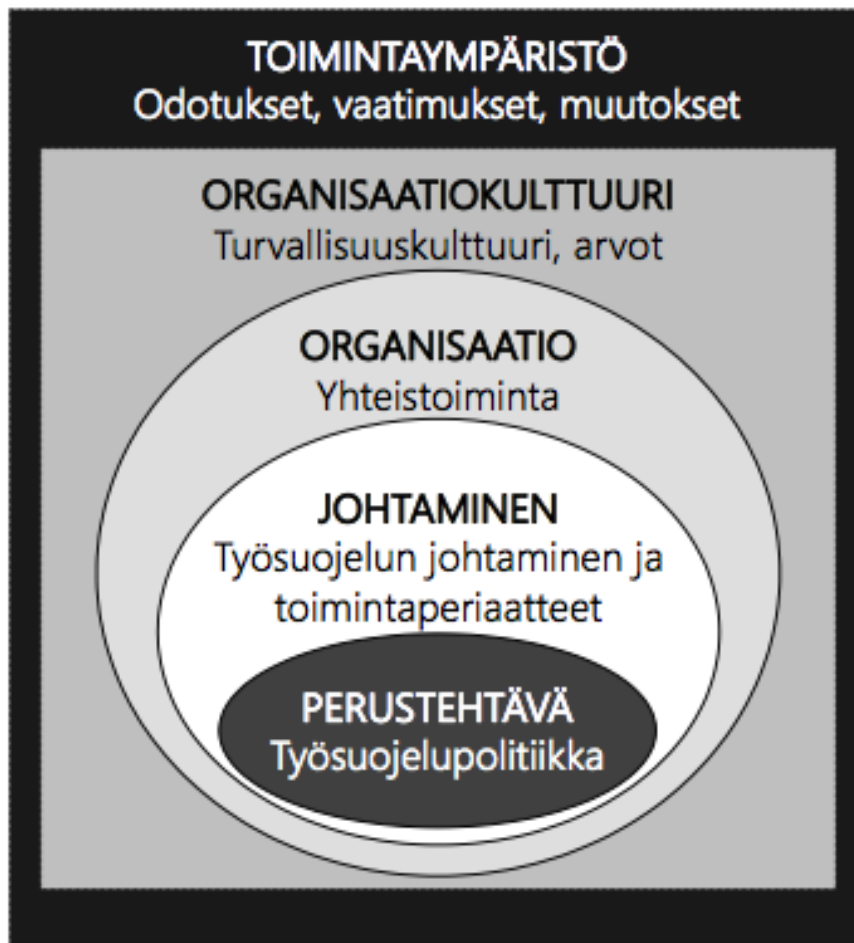 TOIMINTAYMPÄRISTÖ
Odotukset, vaatimukset, muutokset
ORGANISAATIOKULTTUURI
Turvallisuuskulttuuri, arvot
ORGANISAATIO
Yhteistoiminta
JOHTAMINEN
Työsuojelun johtaminen ja
toimintaperiaatteet
PERUSTEHTÄVÄ
Työsuojelupolitiikka